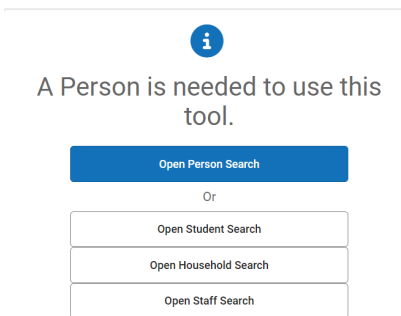 A Person is needed to use this
tool.
Open Person Search
Or
Open Student Search
Open Household Search
Open Staff Search